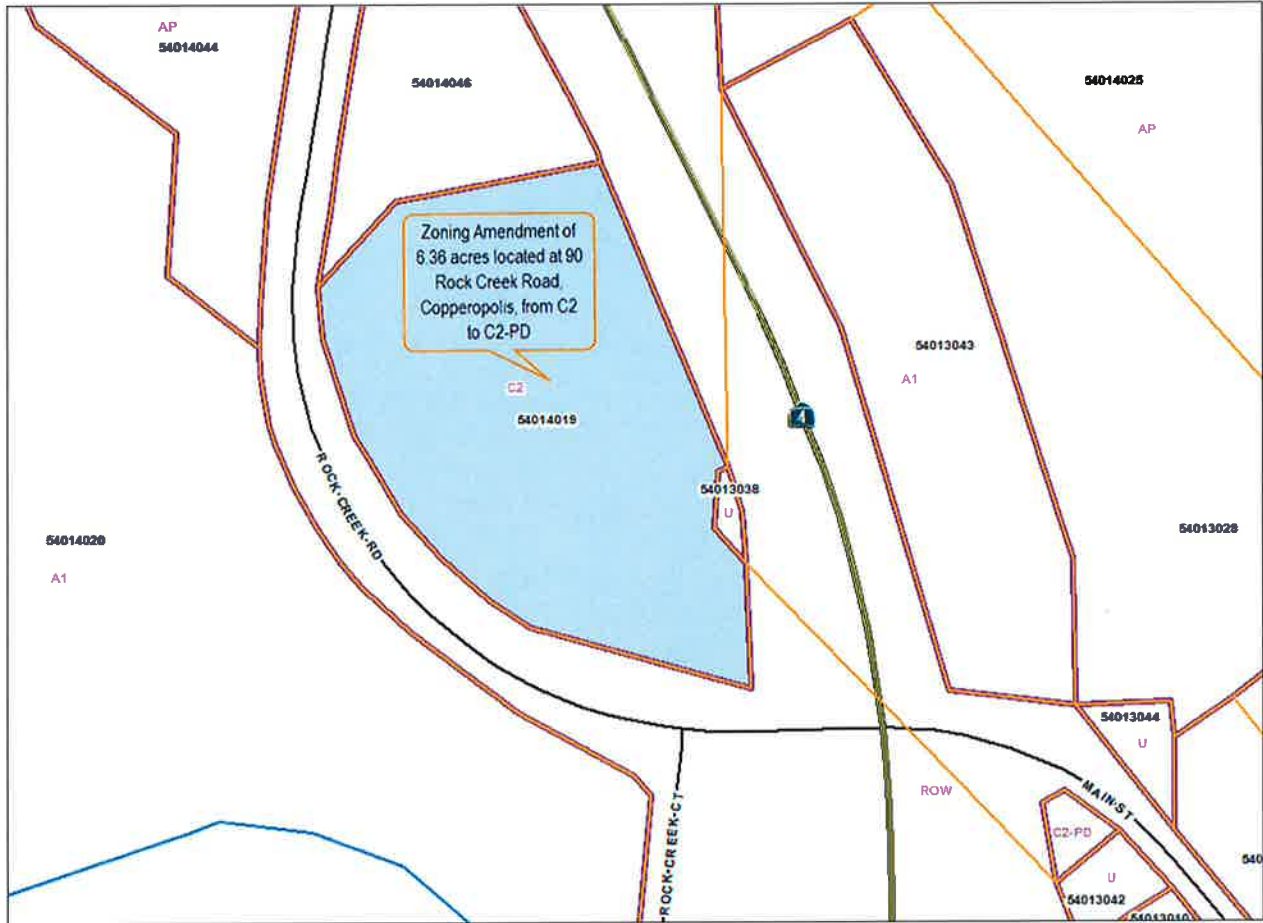 AP
54014044
54014046
54014025
AP
Zoning Amendment of
6.36 acres located at 90
Rock Creek Road,
Copperopolis, from C2
to C2-PD
C2
54014019
54013043
A1
4
54013038
U
ROCK-CREEK-RD
54014020
A1
54013028
54013044
U
ROW
MAIN-ST
C2-PD
U
54013042
54013010
540
ROCK-CREEK-CT